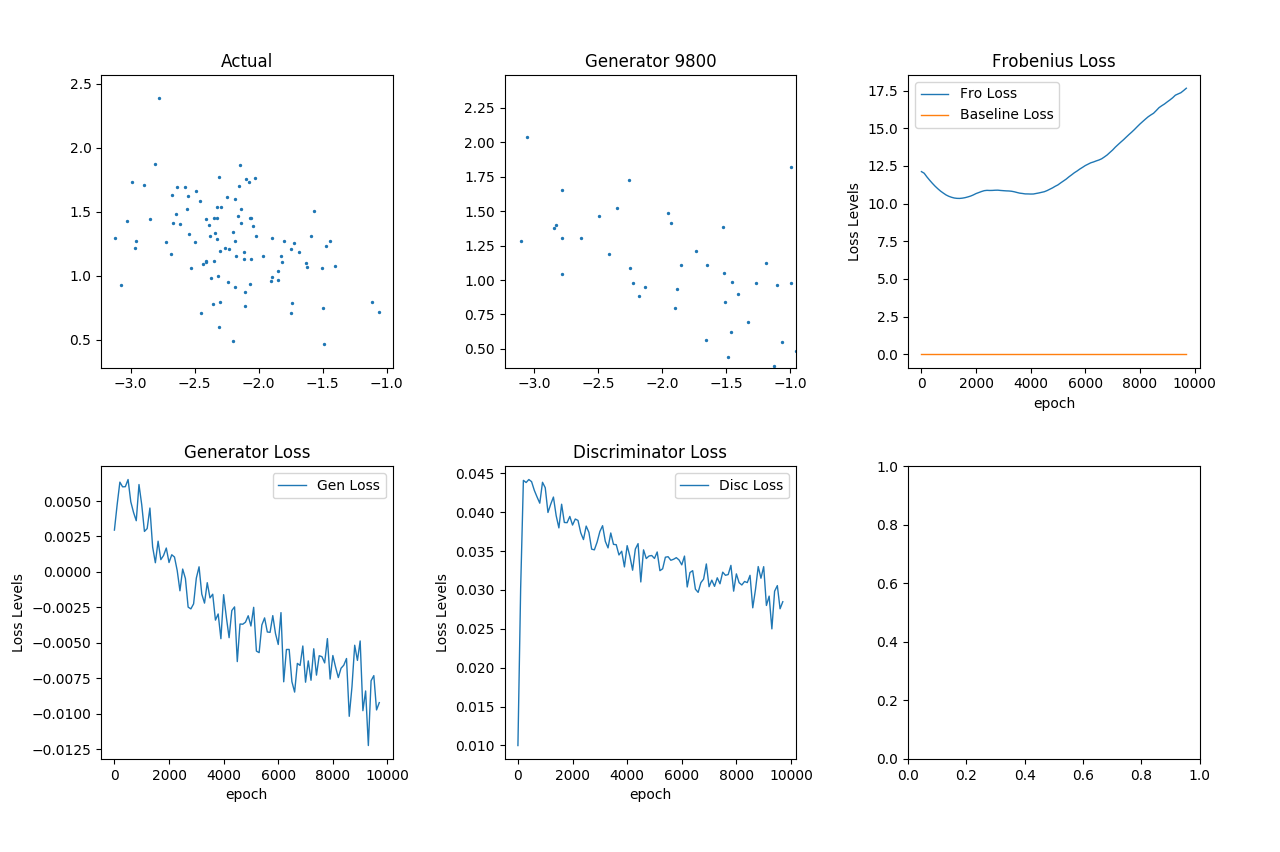 Actual
2.5
2.0
1.5
1.0
0.5
−3.0 −2.5 −2.0 −1.5 −1.0
Generator 9800
2.25
2.00
1.75
1.50
1.25
1.00
0.75
0.50
−3.0 −2.5 −2.0 −1.5 −1.0
Frobenius Loss
Fro Loss
Baseline Loss
Loss Levels
17.5
15.0
12.5
10.0
7.5
5.0
2.5
0.0
0 2000 4000 6000 8000 10000
epoch
Generator Loss
Gen Loss
Loss Levels
0.0050
0.0025
0.0000
−0.0025
−0.0050
−0.0075
−0.0100
−0.0125
0 2000 4000 6000 8000 10000
epoch
Discriminator Loss
Disc Loss
Loss Levels
0.045
0.040
0.035
0.030
0.025
0.020
0.015
0.010
0 2000 4000 6000 8000 10000
epoch
1.0
0.8
0.6
0.4
0.2
0.0
0.0 0.2 0.4 0.6 0.8 1.0